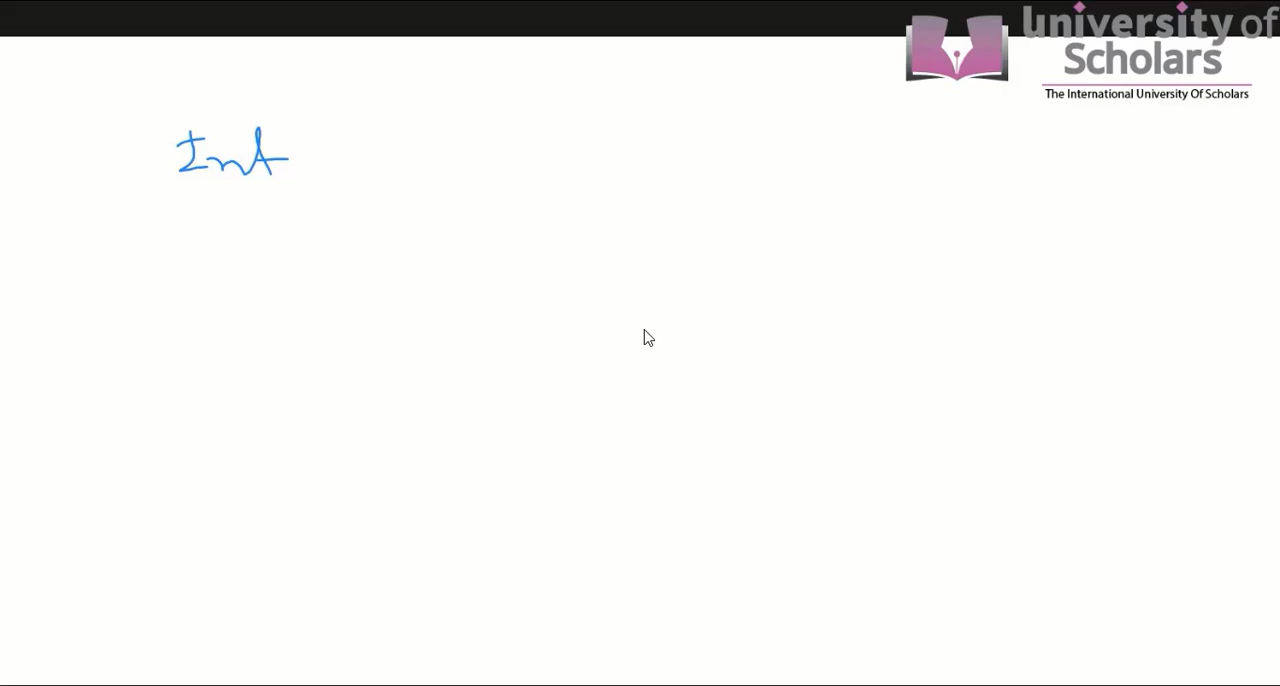 University of
Scholars
The International University Of Scholars
Int